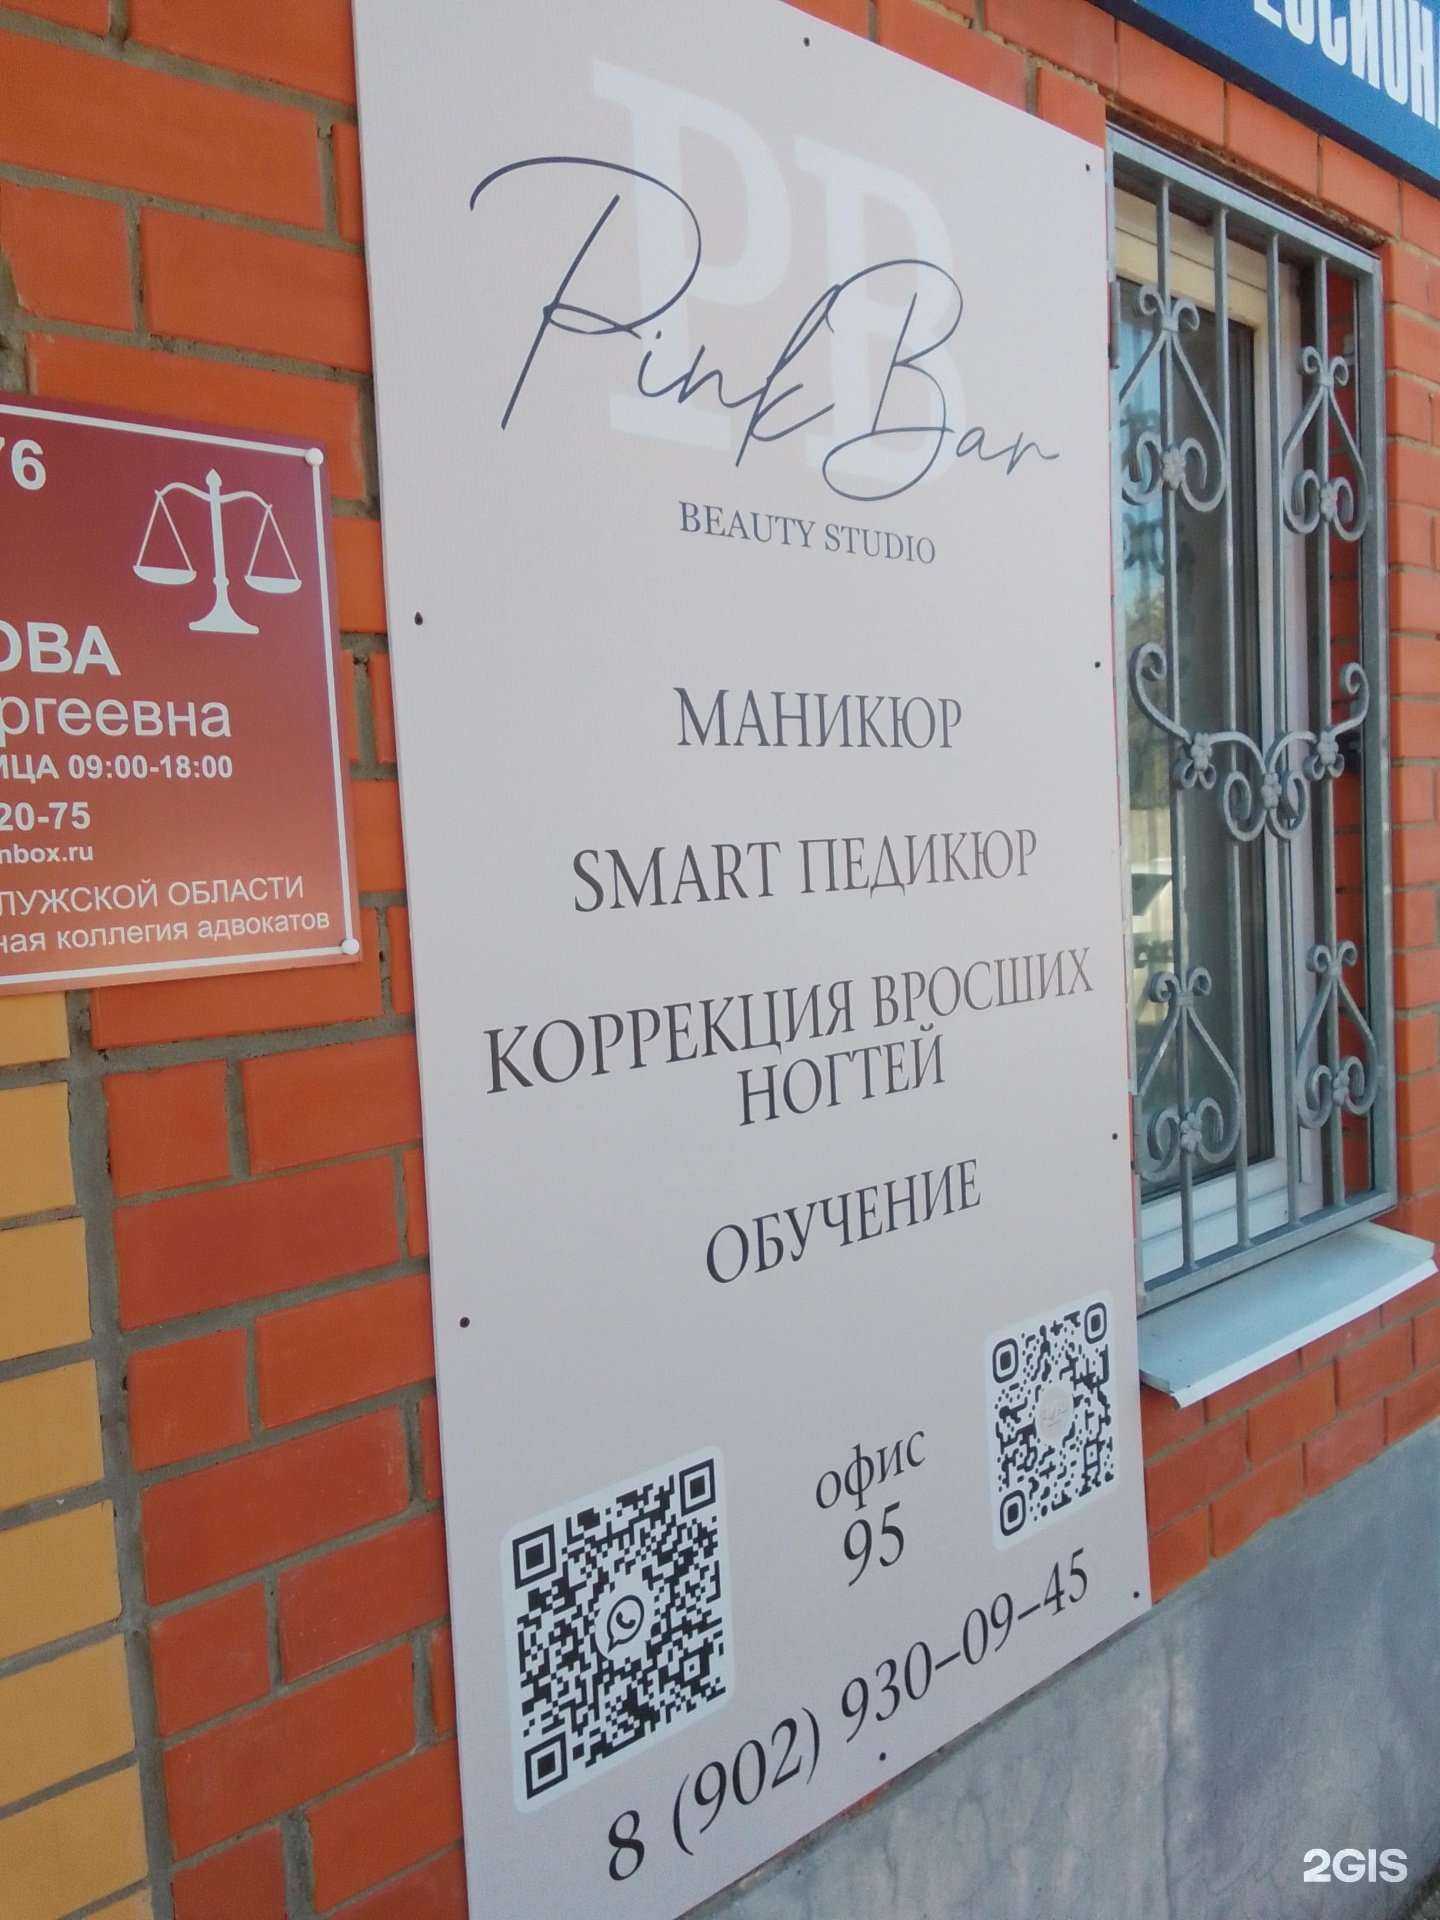 PB
Pink Bar
BEAUTY STUDIO
МАНИКЮР
SMART ПЕДИКЮР
КОРРЕКЦИЯ ВРОСШИХ
НОГТЕЙ
ОБУЧЕНИЕ
офис
95
8 (902) 930-09-45
76
ОВА
ргеевна
ИЦА 09:00-18:00
20-75
nbox.ru
ЛУЖСКОЙ ОБЛАСТИ
ная коллегия адвокатов
ЕССИОН
2GIS